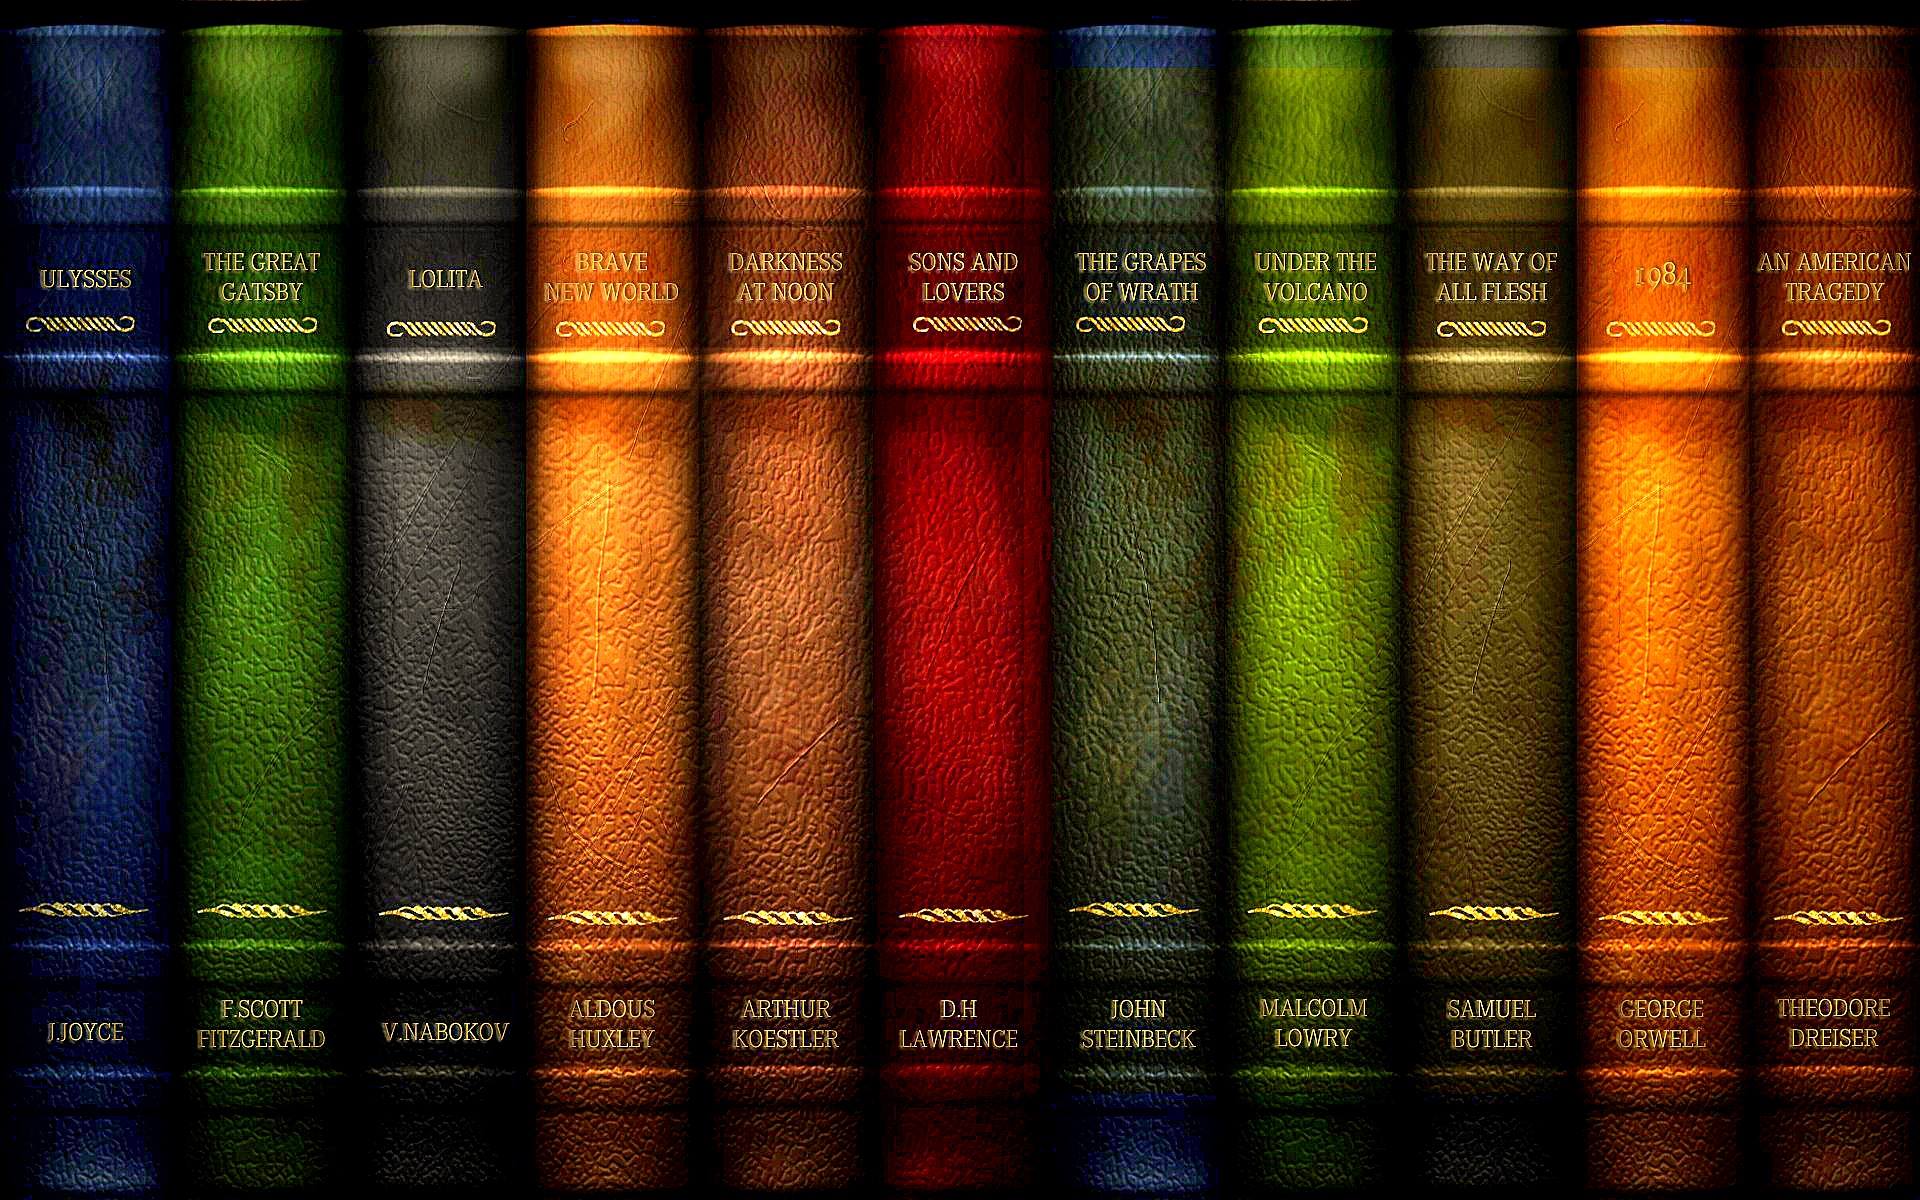 ULYSSES
J.JOYCE
THE GREAT
GATSBY
F.SCOTT
FITZGERALD
LOLITA
V.NABOKOV
BRAVE
NEW WORLD
ALDOUS
HUXLEY
DARKNESS
AT NOON
ARTHUR
KOESTLER
SONS AND
LOVERS
D.H
LAWRENCE
THE GRAPES
OF WRATH
JOHN
STEINBECK
UNDER THE
VOLCANO
MALCOLM
LOWRY
THE WAY OF
ALL FLESH
SAMUEL
BUTLER
1984
GEORGE
ORWELL
AN AMERICAN
TRAGEDY
THEODORE
DREISER